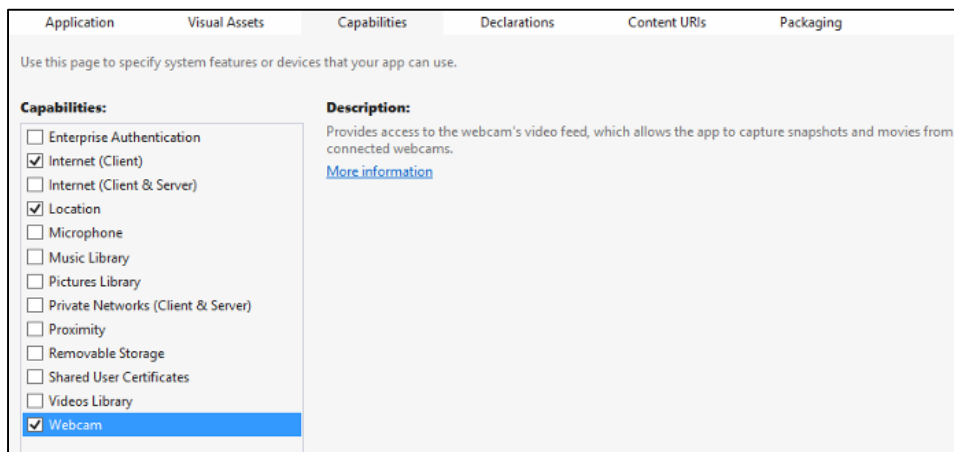 Application Visual Assets Capabilities Declarations Content URIs Packaging
Use this page to specify system features or devices that your app can use.
Capabilities:
Enterprise Authentication
Internet (Client)
Internet (Client & Server)
Location
Microphone
Music Library
Pictures Library
Private Networks (Client & Server)
Proximity
Removable Storage
Shared User Certificates
Videos Library
Webcam
Description:
Provides access to the webcam's video feed, which allows the app to capture snapshots and movies from
connected webcams.
More information